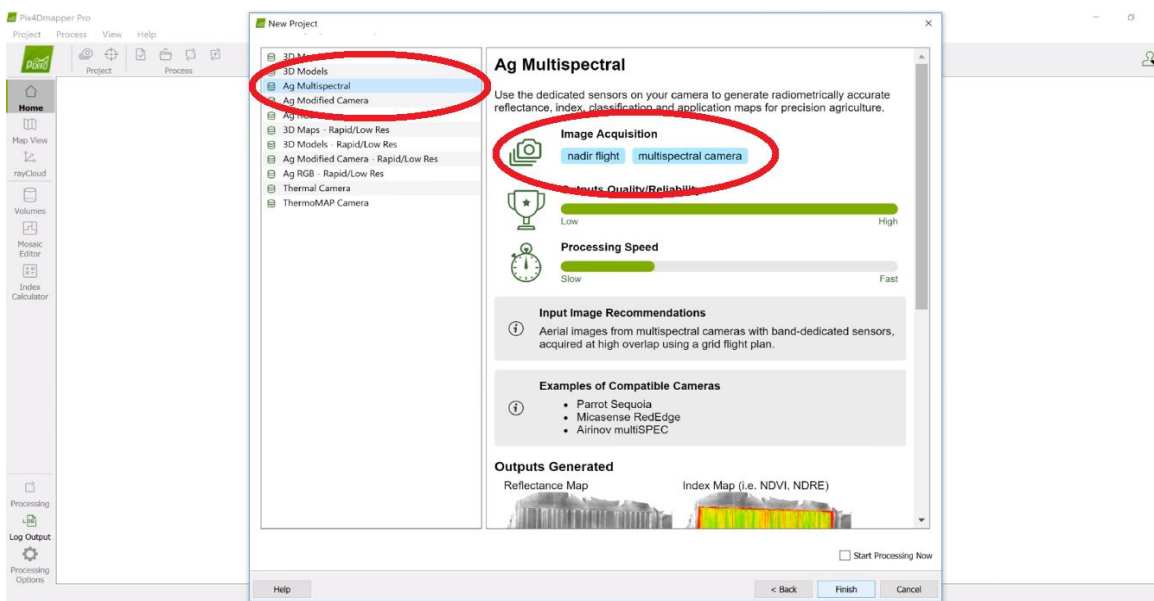 Pix4Dmapper Pro
Project Process View Help
Project
Process
Home
Map View
rayCloud
Volumes
Mosaic
Editor
Index
Calculator
Processing
Log Output
Processing
Options
New Project
3D Models
Ag Multispectral
Ag Modified Camera
3D Maps - Rapid/Low Res
3D Models - Rapid/Low Res
Ag Modified Camera - Rapid/Low Res
Ag RGB - Rapid/Low Res
Thermal Camera
ThermoMAP Camera
Ag Multispectral
Use the dedicated sensors on your camera to generate radiometrically accurate
reflectance, index, classification and application maps for precision agriculture.
Image Acquisition
nadir flight multispectral camera
Outputs Quality/Reliability
Low High
Processing Speed
Slow Fast
Input Image Recommendations
Aerial images from multispectral cameras with band-dedicated sensors,
acquired at high overlap using a grid flight plan.
Examples of Compatible Cameras
• Parrot Sequoia
• Micasense RedEdge
• Airinov multiSPEC
Outputs Generated
Reflectance Map Index Map (i.e. NDVI, NDRE)
Start Processing Now
Help < Back Finish Cancel